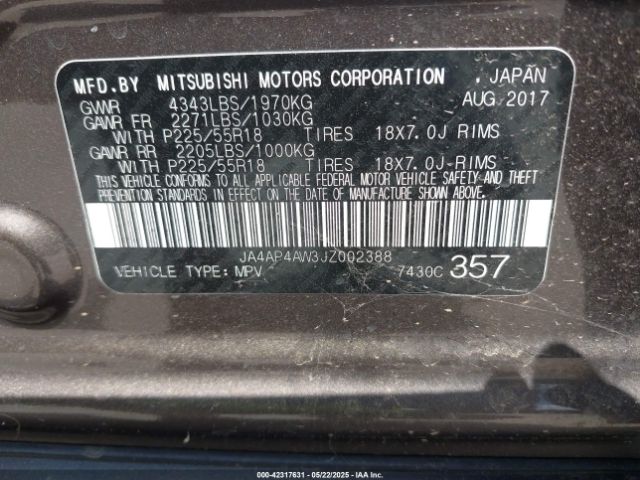 MFD.BY MITSUBISHI MOTORS CORPORATION , JAPAN
GVWR 4343LBS/1970KG AUG 2017
GAWR FR 2271LBS/1030KG
WITH P225/55R18 TIRES 18X7.0J RIMS
GAWR RR 2205LBS/1000KG
WITH P225/55R18 TIRES 18X7.0J RIMS
THIS VEHICLE CONFORMS TO ALL APPLICABLE FEDERAL MOTOR VEHICLE SAFETY AND THEFT
PREVENTION STANDARDS IN EFFECT ON THE DATE OF MANUFACTURE SHOWN ABOVE.
JA4AP4AW3JZ002388
VEHICLE TYPE: MPV 7430C 357
000-42317631 - 05/22/2025 - IAAI, Inc.